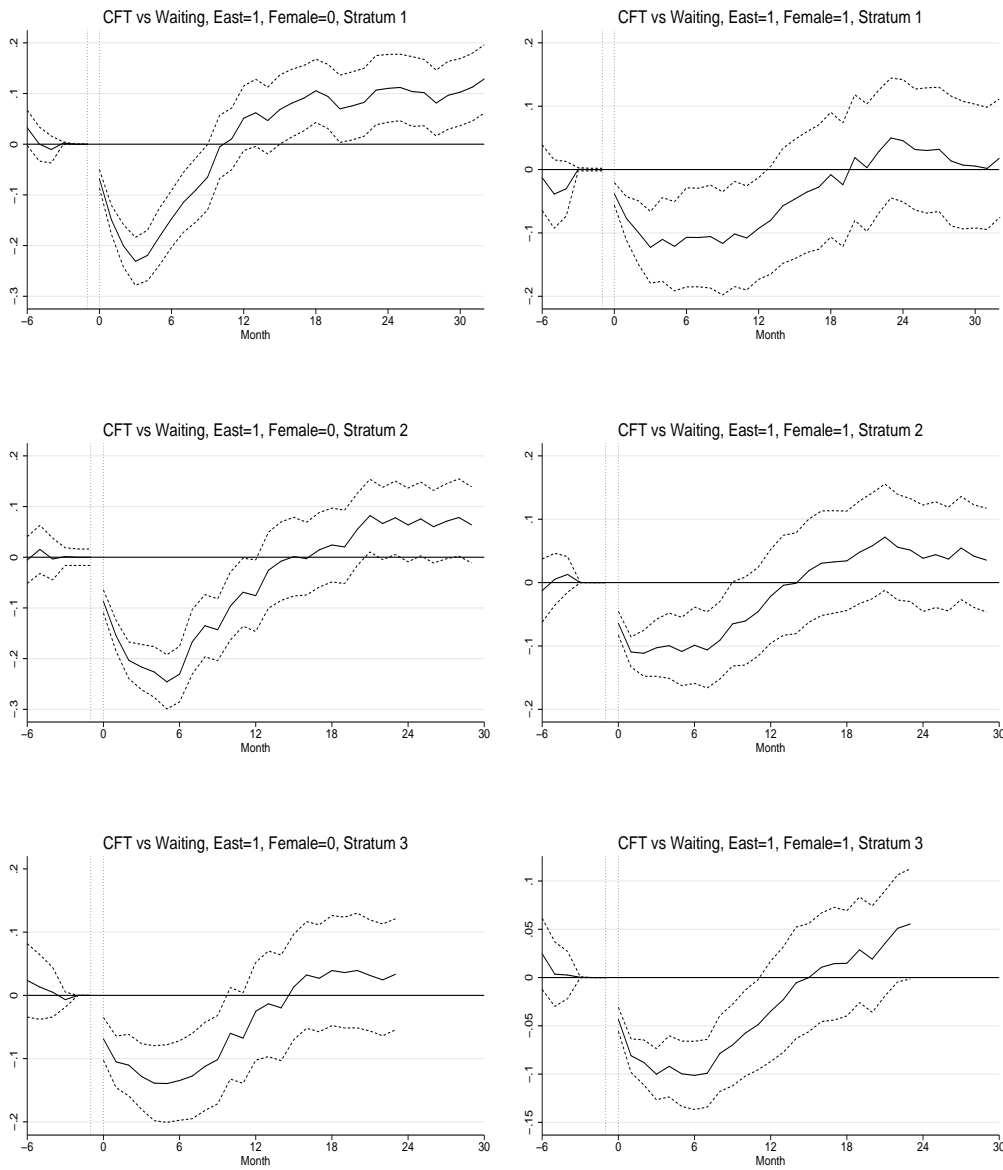 CFT vs Waiting, East=1, Female=0, Stratum 1
.2
.1
0
−.1
−.2
−.3
−6 0 6 12 18 24 30
Month
CFT vs Waiting, East=1, Female=1, Stratum 1
.2
.1
0
−.1
−.2
−6 0 6 12 18 24 30
Month
CFT vs Waiting, East=1, Female=0, Stratum 2
.2
.1
0
−.1
−.2
−.3
−6 0 6 12 18 24 30
Month
CFT vs Waiting, East=1, Female=1, Stratum 2
.2
.1
0
−.1
−.2
−6 0 6 12 18 24 30
Month
CFT vs Waiting, East=1, Female=0, Stratum 3
.2
.1
0
−.1
−.2
−6 0 6 12 18 24 30
Month
CFT vs Waiting, East=1, Female=1, Stratum 3
.1
.05
0
−.05
−.1
−.15
−6 0 6 12 18 24 30
Month